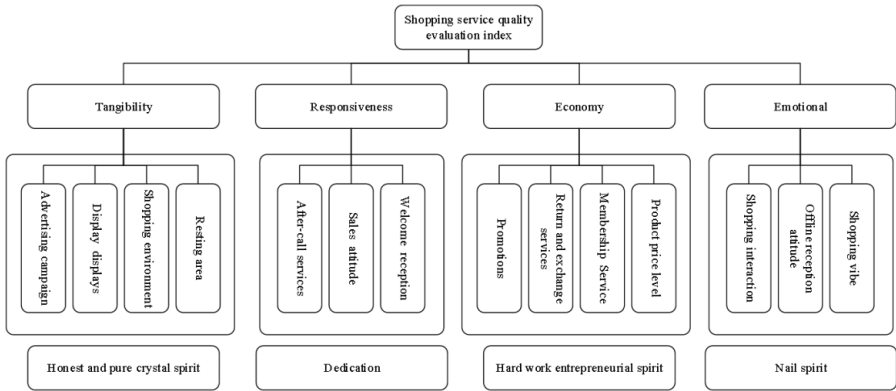 Shopping service quality
evaluation index
Tangibility
Responsiveness
Economy
Emotional
Advertising campaign
Display displays
Shopping environment
Resting area
After-call services
Sales attitude
Welcome reception
Promotions
Return and exchange
services
Membership Service
Product price level
Shopping interaction
Offline reception
attitude
Shopping vibe
Honest and pure crystal spirit
Dedication
Hard work entrepreneurial spirit
Nail spirit